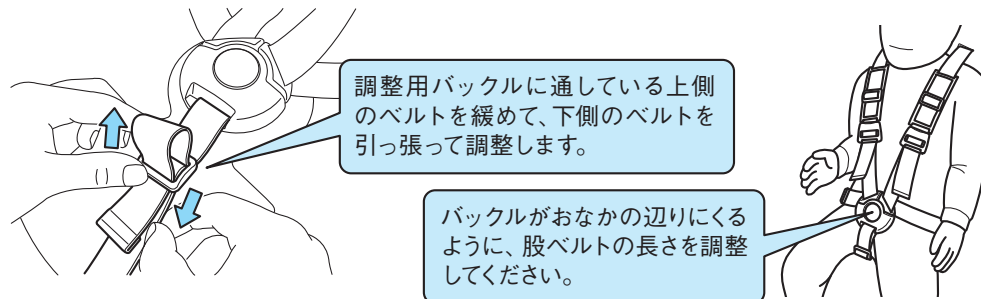 調整用バックルに通している上側
のベルトを緩めて、下側のベルトを
引っ張って調整します。
バックルがおなかの辺りにくる
ように、股ベルトの長さを調整
してください。